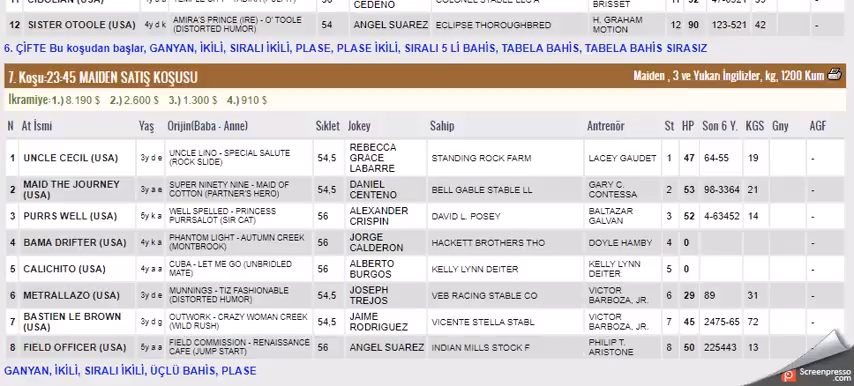 12 SISTER OTOOLE (USA) 4y d k AMIRA'S PRINCE (IRE) - O' TOOLE (DISTORTED HUMOR) 54 ANGEL SUAREZ ECLIPSE THOROUGHBRED H. GRAHAM MOTION 12 90 123-521 42
6. ÇİFTE Bu koşudan başlar, GANYAN, İKİLİ, SIRALI İKİLİ, PLASE, PLASE İKİLİ, SIRALI 5 Lİ BAHİS, TABELA BAHİS, TABELA BAHİS SIRASIZ
7. Koşu:23:45 MAIDEN SATIŞ KOŞUSU Maiden , 3 ve Yukarı İngilizler, kg, 1200 Kum
İkramiye:1.) 8.190 $ 2.) 2.600 $ 3.) 1.300 $ 4.) 910 $
N At İsmi Yaş Orijin(Baba - Anne) Sıklet Jokey Sahip Antrenör St HP Son 6 Y. KGS Gny AGF
1 UNCLE CECIL (USA) 3y d e UNCLE LINO - SPECIAL SALUTE (ROCK SLIDE) 54,5 REBECCA GRACE LABARRE STANDING ROCK FARM LACEY GAUDET 1 47 64-55 19 -
2 MAID THE JOURNEY (USA) 3y a e SUPER NINETY NINE - MAID OF COTTON (PARTNER'S HERO) 54,5 DANIEL CENTENO BELL GABLE STABLE LL GARY C. CONTESSA 2 53 98-3364 21 -
3 PURRS WELL (USA) 5y k a WELL SPELLED - PRINCESS PURRSALOT (SIR CAT) 56 ALEXANDER CRISPIN DAVID L. POSEY BALTAZAR GALVAN 3 52 4-63452 14 -
4 BAMA DRIFTER (USA) 4y k a PHANTOM LIGHT - AUTUMN CREEK (MONTBROOK) 56 JORGE CALDERON HACKETT BROTHERS THO DOYLE HAMBY 4 0 -
5 CALICHITO (USA) 4y a a CUBA - LET ME GO (UNBRIDLED MATE) 56 ALBERTO BURGOS KELLY LYNN DEITER KELLY LYNN DEITER 5 0 -
6 METRALLAZO (USA) 3y d e MUNNINGS - TIZ FASHIONABLE (DISTORTED HUMOR) 54,5 JOSEPH TREJOS VEB RACING STABLE CO VICTOR BARBOZA, JR. 6 29 89 31 -
7 BASTIEN LE BROWN (USA) 3y d g OUTWORK - CRAZY WOMAN CREEK (WILD RUSH) 54,5 JAIME RODRIGUEZ VICENTE STELLA STABL VICTOR BARBOZA, JR. 7 45 2475-65 72 -
8 FIELD OFFICER (USA) 5y a a FIELD COMMISSION - RENAISSANCE CAFE (JUMP START) 56 ANGEL SUAREZ INDIAN MILLS STOCK F PHILIP T. ARISTONE 8 50 225443 13 -
GANYAN, İKİLİ, SIRALI İKİLİ, ÜÇLÜ BAHİS, PLASE
Screenpresso